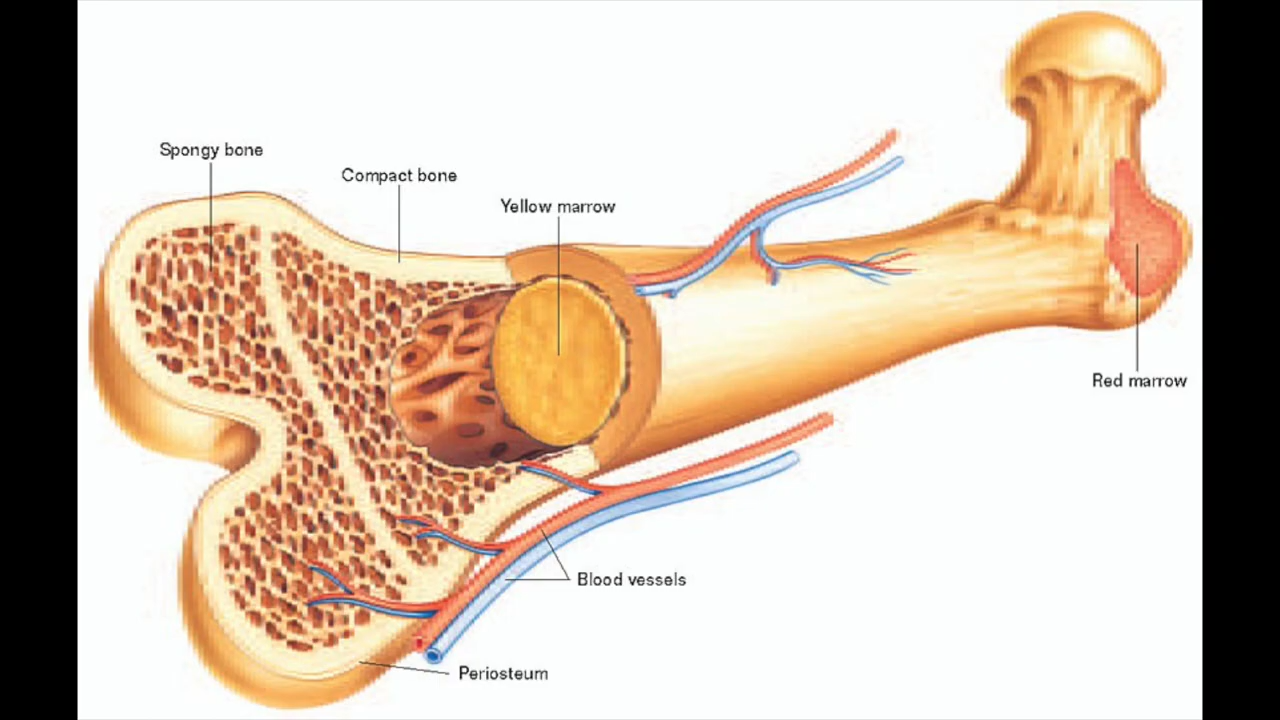 Spongy bone
Compact bone
Yellow marrow
Red marrow
Blood vessels
Periosteum